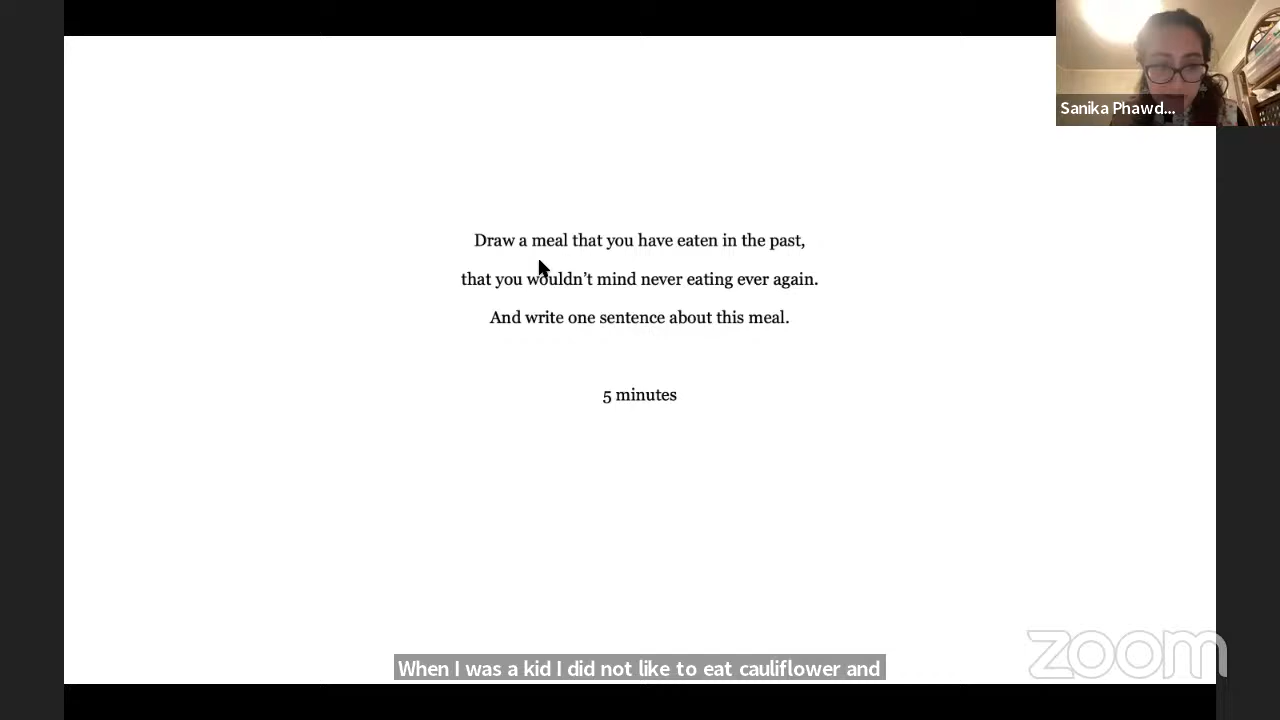 Sanika Phawd...
Draw a meal that you have eaten in the past,
that you wouldn’t mind never eating ever again.
And write one sentence about this meal.
5 minutes
zoom
When I was a kid I did not like to eat cauliflower and